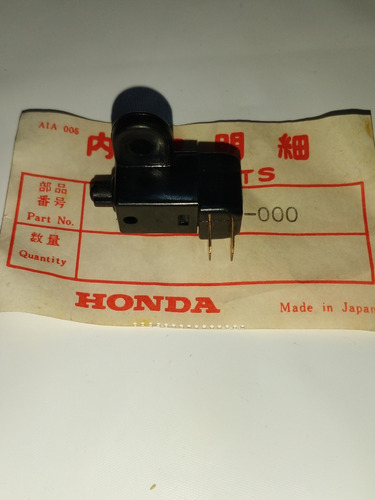 A1A 006
内 明 細
TS
部品
番号
Part No.
-000
数量
Quantity
HONDA
Made in Japan